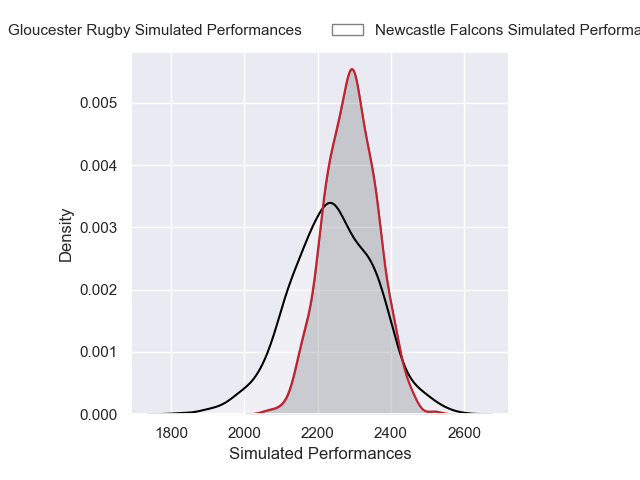 Gloucester Rugby Simulated Performances Newcastle Falcons Simulated
0.005
0.004
0.003
0.002
0.001
0.000
Density
1800 2000 2200 2400 2600
Simulated Performances